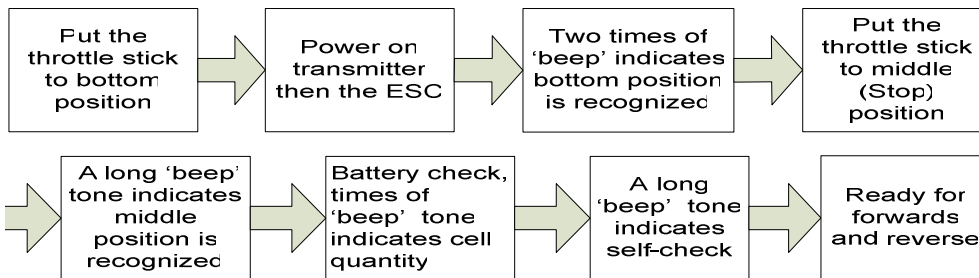 Put the
throttle stick
to bottom
position
Power on
transmitter
then the ESC
Two times of
'beep' indicates
bottom position
is recognized
Put the
throttle stick
to middle
(Stop)
position
A long 'beep'
tone indicates
middle
position is
recognized
Battery check,
times of
'beep' tone
indicates cell
quantity
A long
'beep' tone
indicates
self-check
Ready for
forwards
and reverse